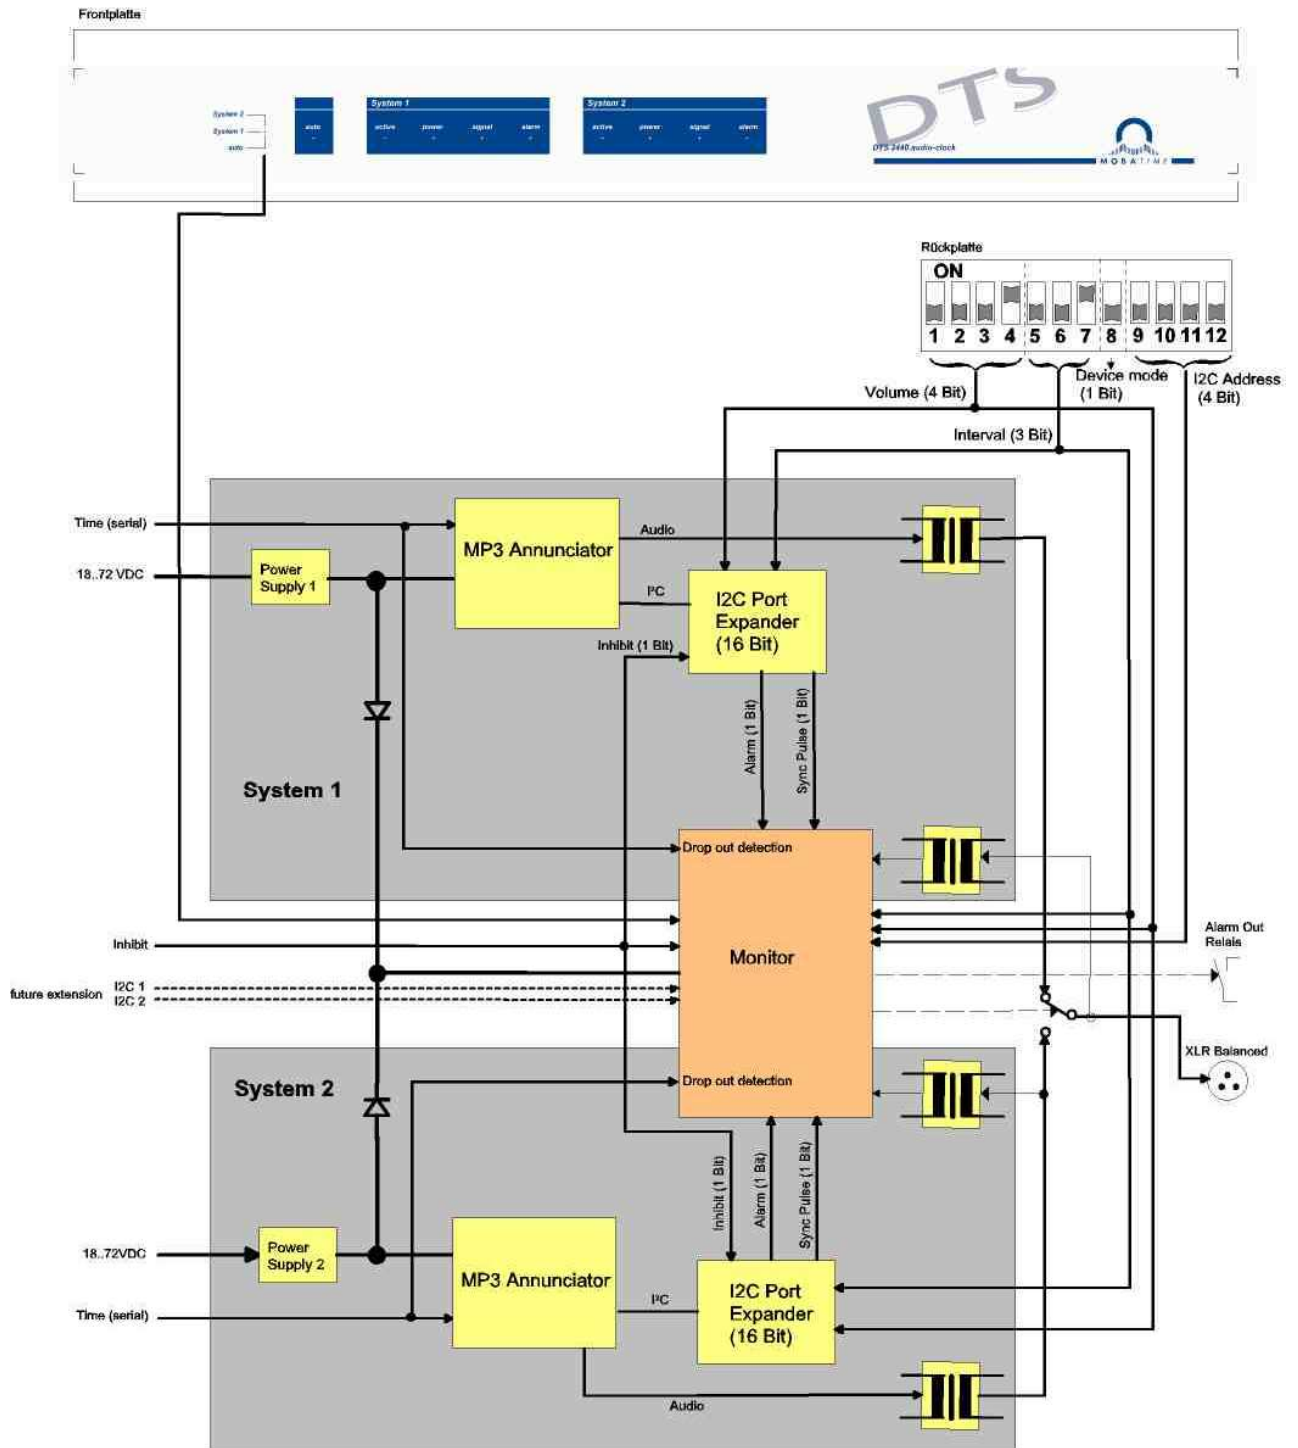 Frontplatte
System 2
System 1
auto
auto
System 1
active power signal alarm
System 2
active power signal alarm
DTS
audio-clock
MOBATIME
Rückplatte
ON
1 2 3 4 5 6 7 8 9 10 11 12
Volume (4 Bit)
Device mode
(1 Bit)
I2C Address
(4 Bit)
Interval (3 Bit)
Time (serial)
18..72 VDC
Power
Supply 1
MP3 Annunciator
Audio
I²C
I2C Port
Expander
(16 Bit)
Inhibit (1 Bit)
Alarm (1 Bit)
Sync Pulse (1 Bit)
System 1
Drop out detection
Monitor
Inhibit
future extension
I2C 1
I2C 2
Alarm Out
Relais
XLR Balanced
System 2
Drop out detection
Inhibit (1 Bit)
Alarm (1 Bit)
Sync Pulse (1 Bit)
18..72VDC
Power
Supply 2
MP3 Annunciator
I²C
I2C Port
Expander
(16 Bit)
Time (serial)
Audio